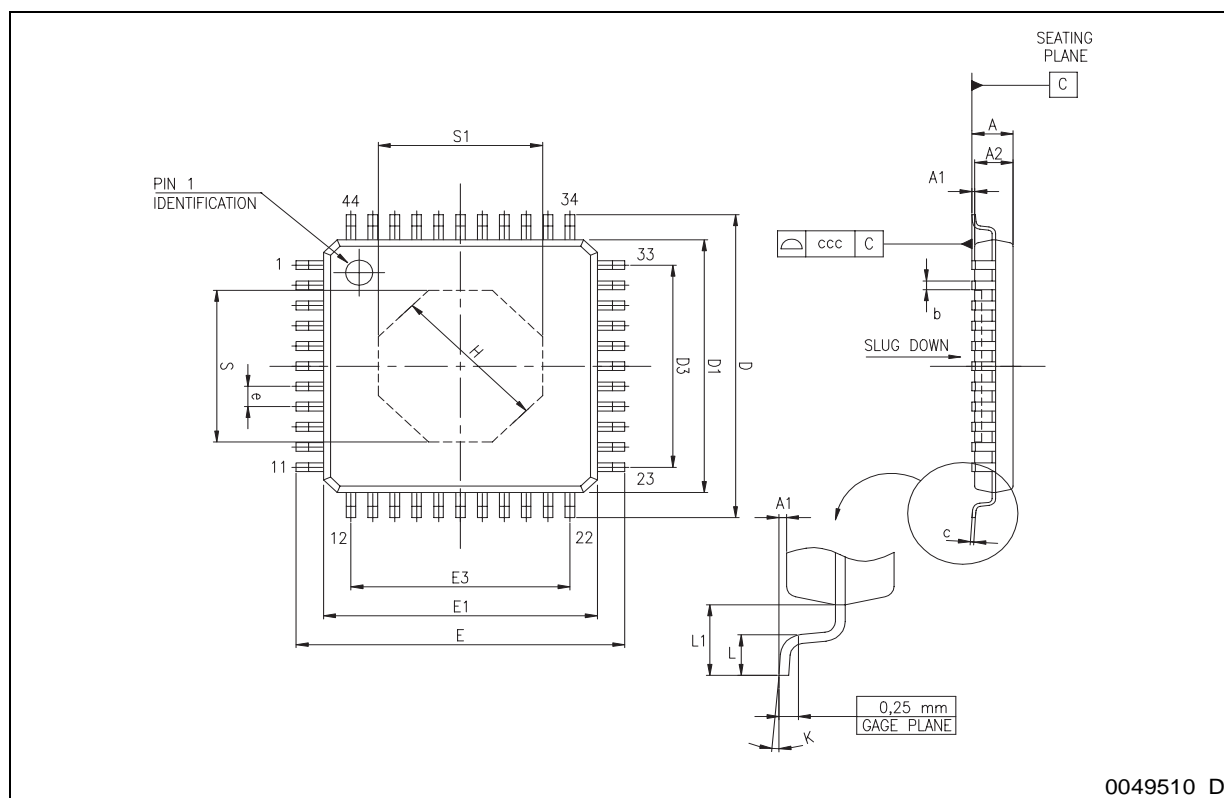 SEATING
PLANE
C
A
A2
A1
S1
PIN 1
IDENTIFICATION
44
34
ccc
C
1
33
b
SLUG DOWN
H
S
D3
D1
D
e
11
23
A1
12
22
c
E3
E1
L1
L
E
0,25 mm
GAGE PLANE
K
0049510 D